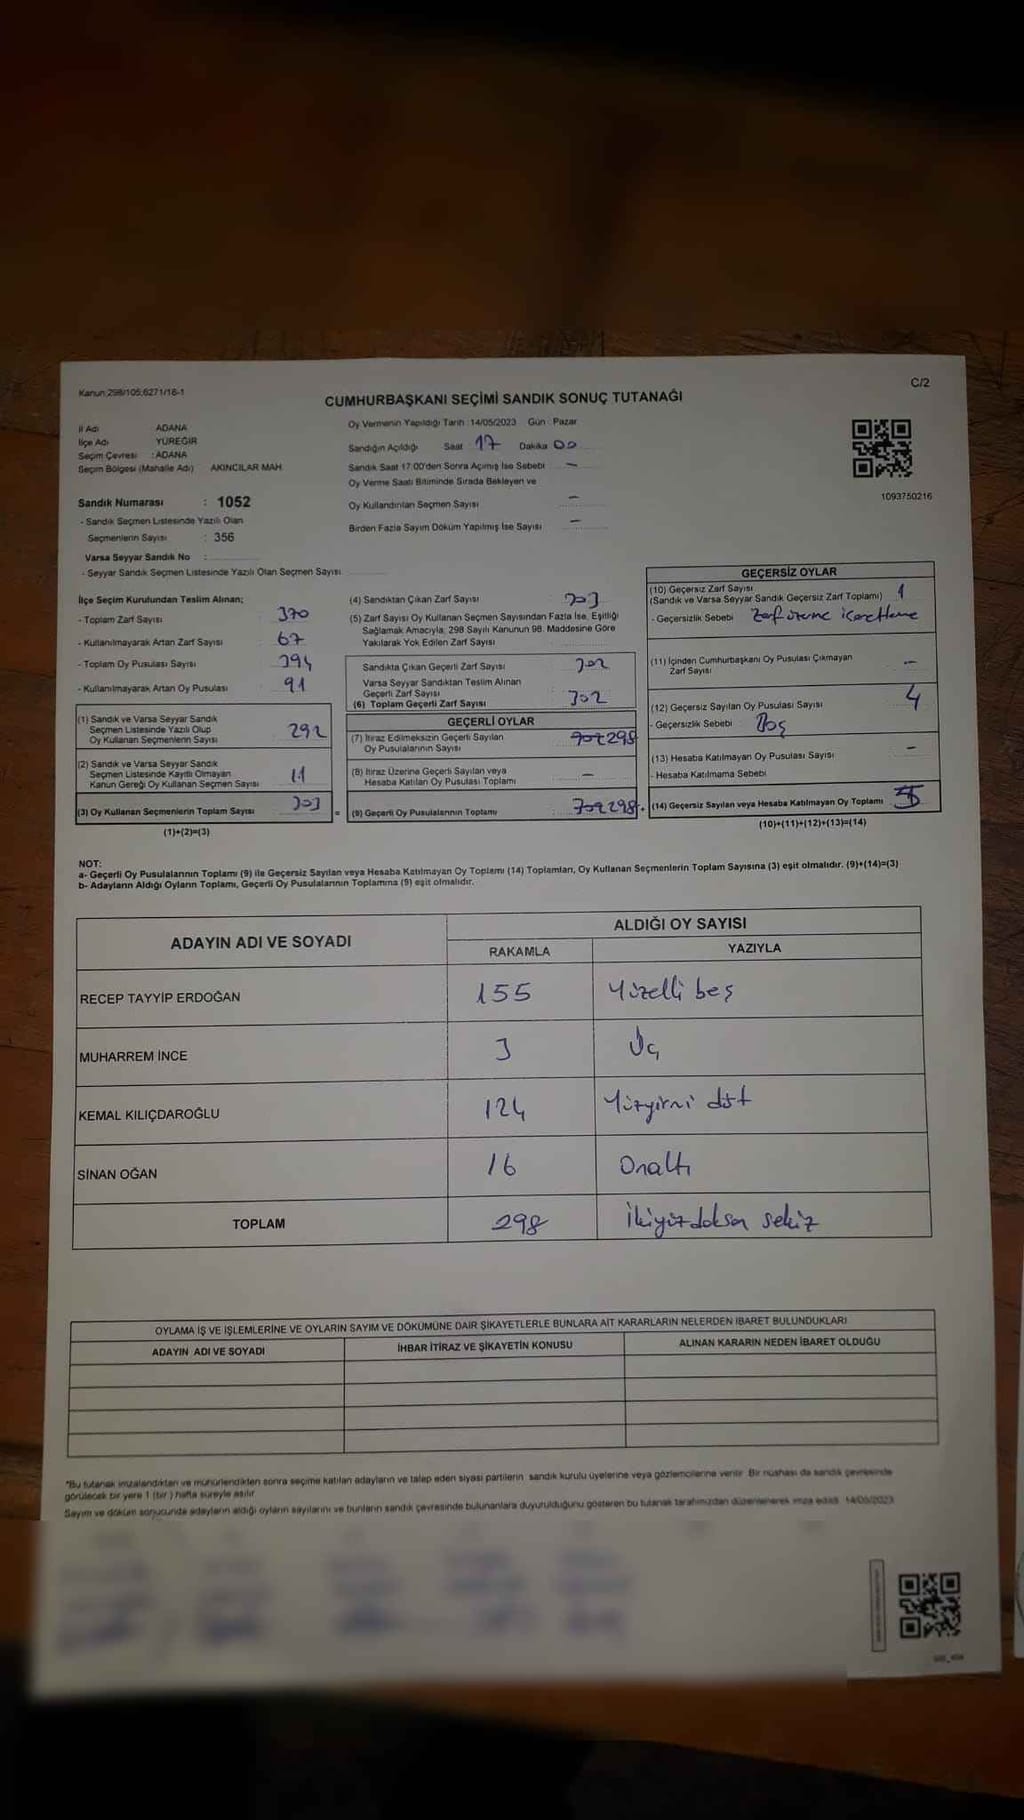 Kanun:298/105;6271/16-1
C/2
CUMHURBAŞKANI SEÇİMİ SANDIK SONUÇ TUTANAĞI
İl Adı ADANA
İlçe Adı YÜREĞİR
Seçim Çevresi :ADANA
Seçim Bölgesi (Mahalle Adı) AKINCILAR MAH.
Sandık Numarası : 1052
- Sandık Seçmen Listesinde Yazılı Olan
Seçmenlerin Sayısı : 356
Varsa Seyyar Sandık No :
- Seyyar Sandık Seçmen Listesinde Yazılı Olan Seçmen Sayısı
Oy Vermenin Yapıldığı Tarih :14/05/2023 Gün : Pazar
Sandığın Açıldığı Saat 17 Dakika 00
Sandık Saat 17.00'den Sonra Açılmış İse Sebebi —
Oy Verme Saati Bitiminde Sırada Bekleyen ve
Oy Kullandırılan Seçmen Sayısı —
Birden Fazla Sayım Döküm Yapılmış İse Sayısı —
1093750216
İlçe Seçim Kurulundan Teslim Alınan;
- Toplam Zarf Sayısı 370
- Kullanılmayarak Artan Zarf Sayısı 67
- Toplam Oy Pusulası Sayısı 394
- Kullanılmayarak Artan Oy Pusulası 91
(1) Sandık ve Varsa Seyyar Sandık
Seçmen Listesinde Yazılı Olup
Oy Kullanan Seçmenlerin Sayısı 292
(2) Sandık ve Varsa Seyyar Sandık
Seçmen Listesinde Kayıtlı Olmayan
Kanun Gereği Oy Kullanan Seçmen Sayısı 11
(3) Oy Kullanan Seçmenlerin Toplam Sayısı 303 =
(1)+(2)=(3)
(4) Sandıktan Çıkan Zarf Sayısı 303
(5) Zarf Sayısı Oy Kullanan Seçmen Sayısından Fazla İse, Eşitliği
Sağlamak Amacıyla; 298 Sayılı Kanunun 98. Maddesine Göre
Yakılarak Yok Edilen Zarf Sayısı
Sandıkta Çıkan Geçerli Zarf Sayısı 302
Varsa Seyyar Sandıktan Teslim Alınan
Geçerli Zarf Sayısı
(6) Toplam Geçerli Zarf Sayısı 302
GEÇERLİ OYLAR
(7) İtiraz Edilmeksizin Geçerli Sayılan
Oy Pusulalarının Sayısı 302 298
(8) İtiraz Üzerine Geçerli Sayılan veya
Hesaba Katılan Oy Pusulası Toplamı —
(9) Geçerli Oy Pusulalarının Toplamı 302 298 +
GEÇERSİZ OYLAR
(10) Geçersiz Zarf Sayısı
(Sandık ve Varsa Seyyar Sandık Geçersiz Zarf Toplamı) 1
- Geçersizlik Sebebi Zarf üzerine işaretleme
(11) İçinden Cumhurbaşkanı Oy Pusulası Çıkmayan
Zarf Sayısı —
(12) Geçersiz Sayılan Oy Pusulası Sayısı 4
- Geçersizlik Sebebi Boş
(13) Hesaba Katılmayan Oy Pusulası Sayısı —
- Hesaba Katılmama Sebebi
(14) Geçersiz Sayılan veya Hesaba Katılmayan Oy Toplamı 5
(10)+(11)+(12)+(13)=(14)
NOT:
a- Geçerli Oy Pusulalarının Toplamı (9) ile Geçersiz Sayılan veya Hesaba Katılmayan Oy Toplamı (14) Toplamları, Oy Kullanan Seçmenlerin Toplam Sayısına (3) eşit olmalıdır. (9)+(14)=(3)
b- Adayların Aldığı Oyların Toplamı, Geçerli Oy Pusulalarının Toplamına (9) eşit olmalıdır.
ADAYIN ADI VE SOYADI ALDIĞI OY SAYISI
RAKAMLA YAZIYLA
RECEP TAYYİP ERDOĞAN 155 Yüzelli beş
MUHARREM İNCE 3 Üç
KEMAL KILIÇDAROĞLU 124 Yüzyirmi dört
SİNAN OĞAN 16 Onaltı
TOPLAM 298 İkiyüz doksan sekiz
OYLAMA İŞ VE İŞLEMLERİNE VE OYLARIN SAYIM VE DÖKÜMÜNE DAİR ŞİKAYETLERLE BUNLARA AİT KARARLARIN NELERDEN İBARET BULUNDUKLARI
ADAYIN ADI VE SOYADI İHBAR İTİRAZ VE ŞİKAYETİN KONUSU ALINAN KARARIN NEDEN İBARET OLDUĞU
*Bu tutanak imzalandıktan ve mühürlendikten sonra seçime katılan adayların ve talep eden siyasi partilerin sandık kurulu üyelerine veya gözlemcilerine verilir. Bir nüshası da sandık çevresinde
görülecek bir yere 1 (bir ) hafta süreyle asılır.
Sayım ve döküm sonucunda adayların aldığı oyların sayılarını ve bunların sandık çevresinde bulunanlara duyurulduğunu gösteren bu tutanak tarafımızdan düzenlenerek imza edildi. 14/05/2023